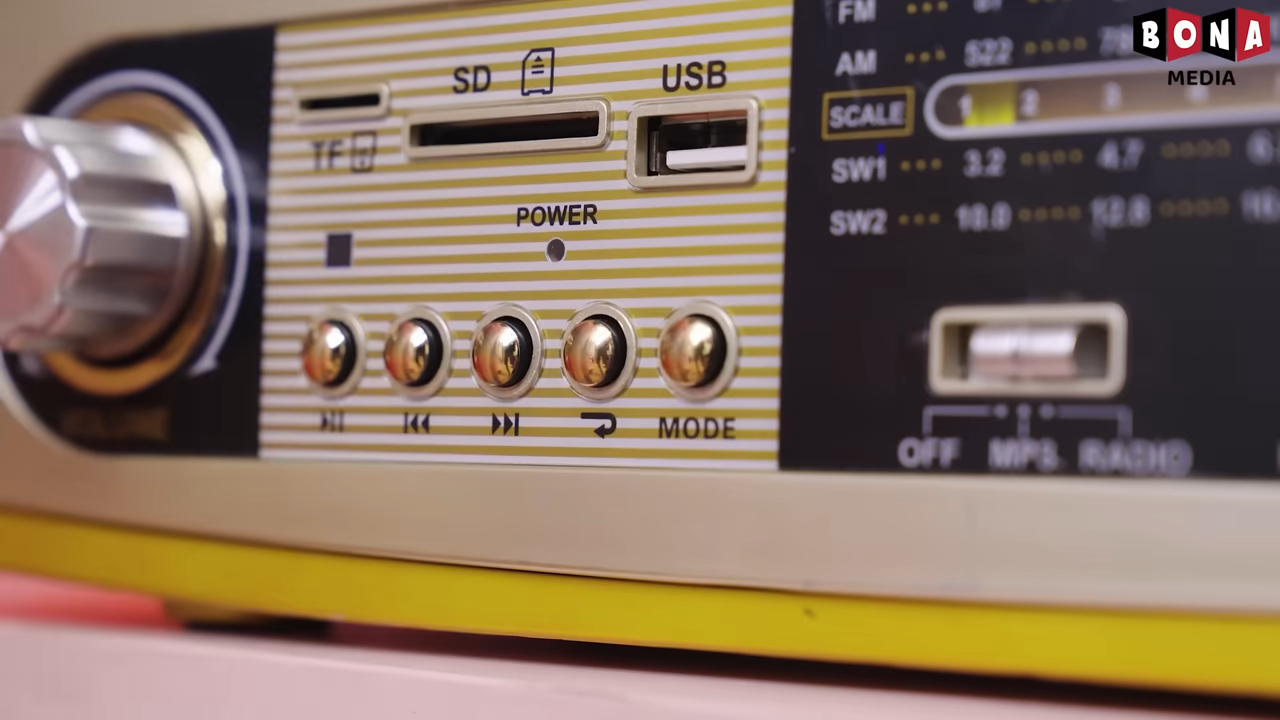 BONA
MEDIA
SD
USB
TF
POWER
MODE
FM
AM 522
SCALE 1 2 3
SW1 3.2 4.7
SW2 10.0 12.8
OFF MP3 RADIO